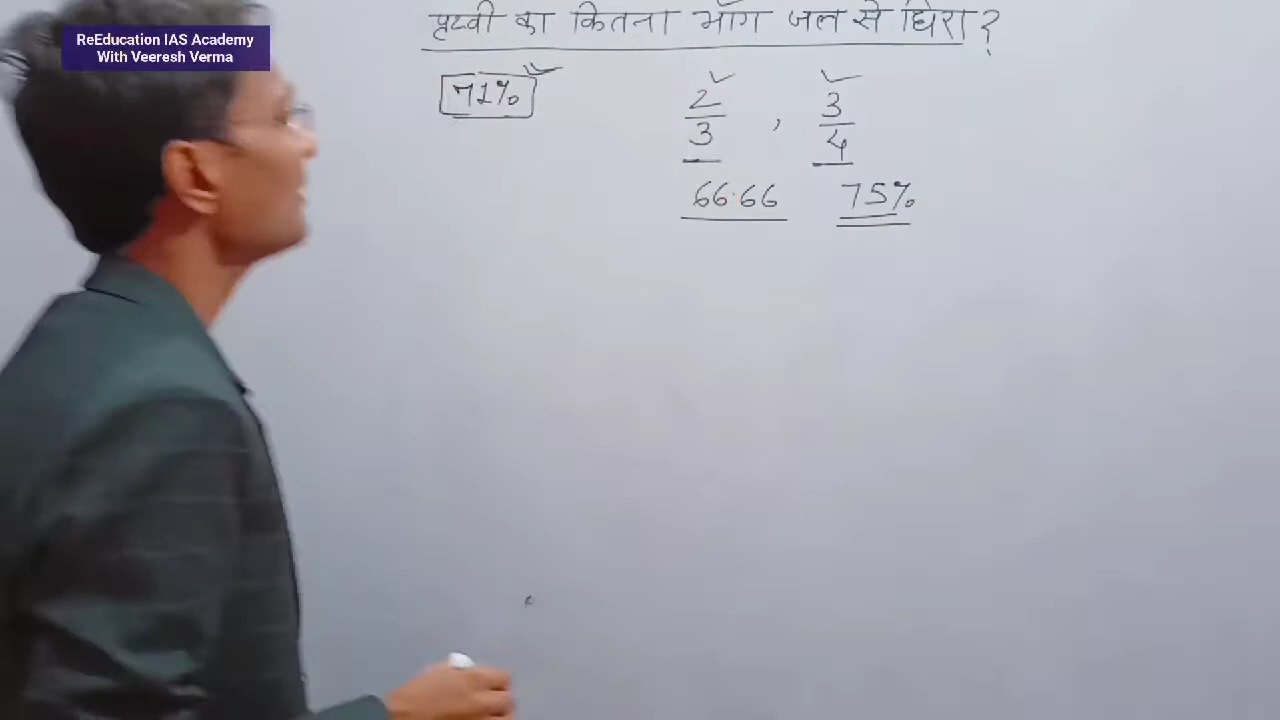 ReEducation IAS Academy
With Veeresh Verma
पृथ्वी का कितना भाग जल से घिरा?
71%
2/3 , 3/4
66.66 75%